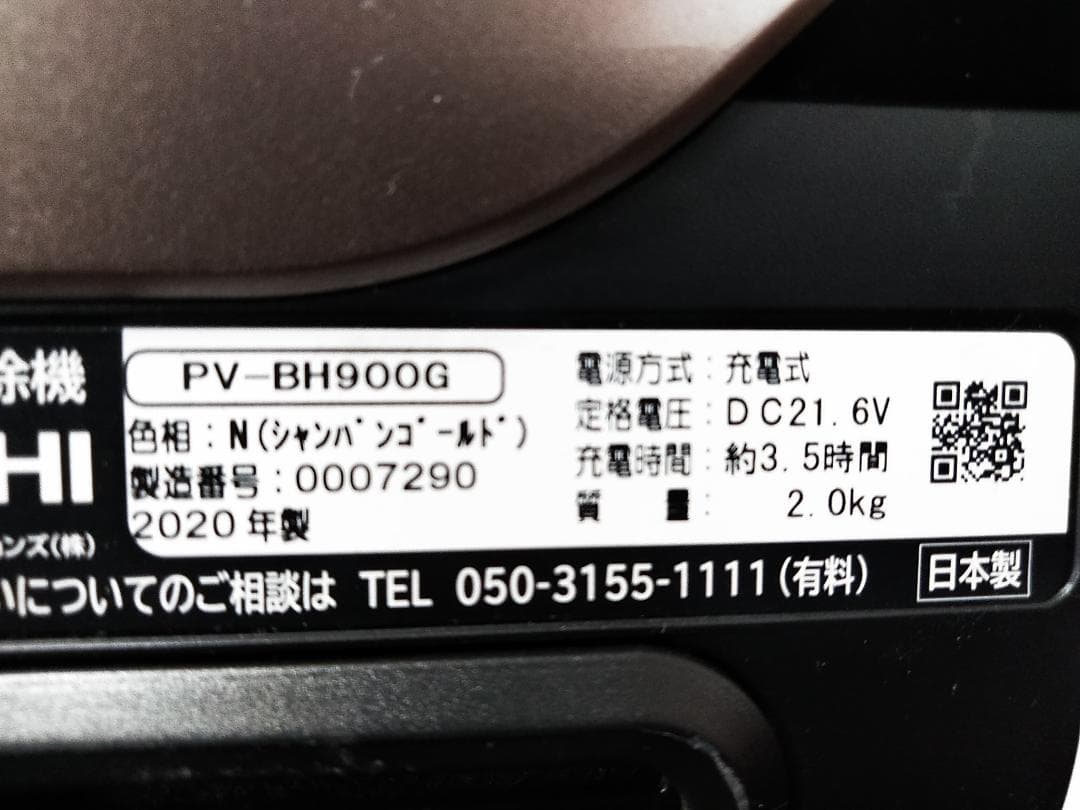 除機
HI
ンズ(株)
PV-BH900G
色相:N(シャンパンゴールド)
製造番号:0007290
2020年製
電源方式:充電式
定格電圧:DC21.6V
充電時間:約3.5時間
質量:2.0kg
いについてのご相談は TEL 050-3155-1111(有料)
日本製